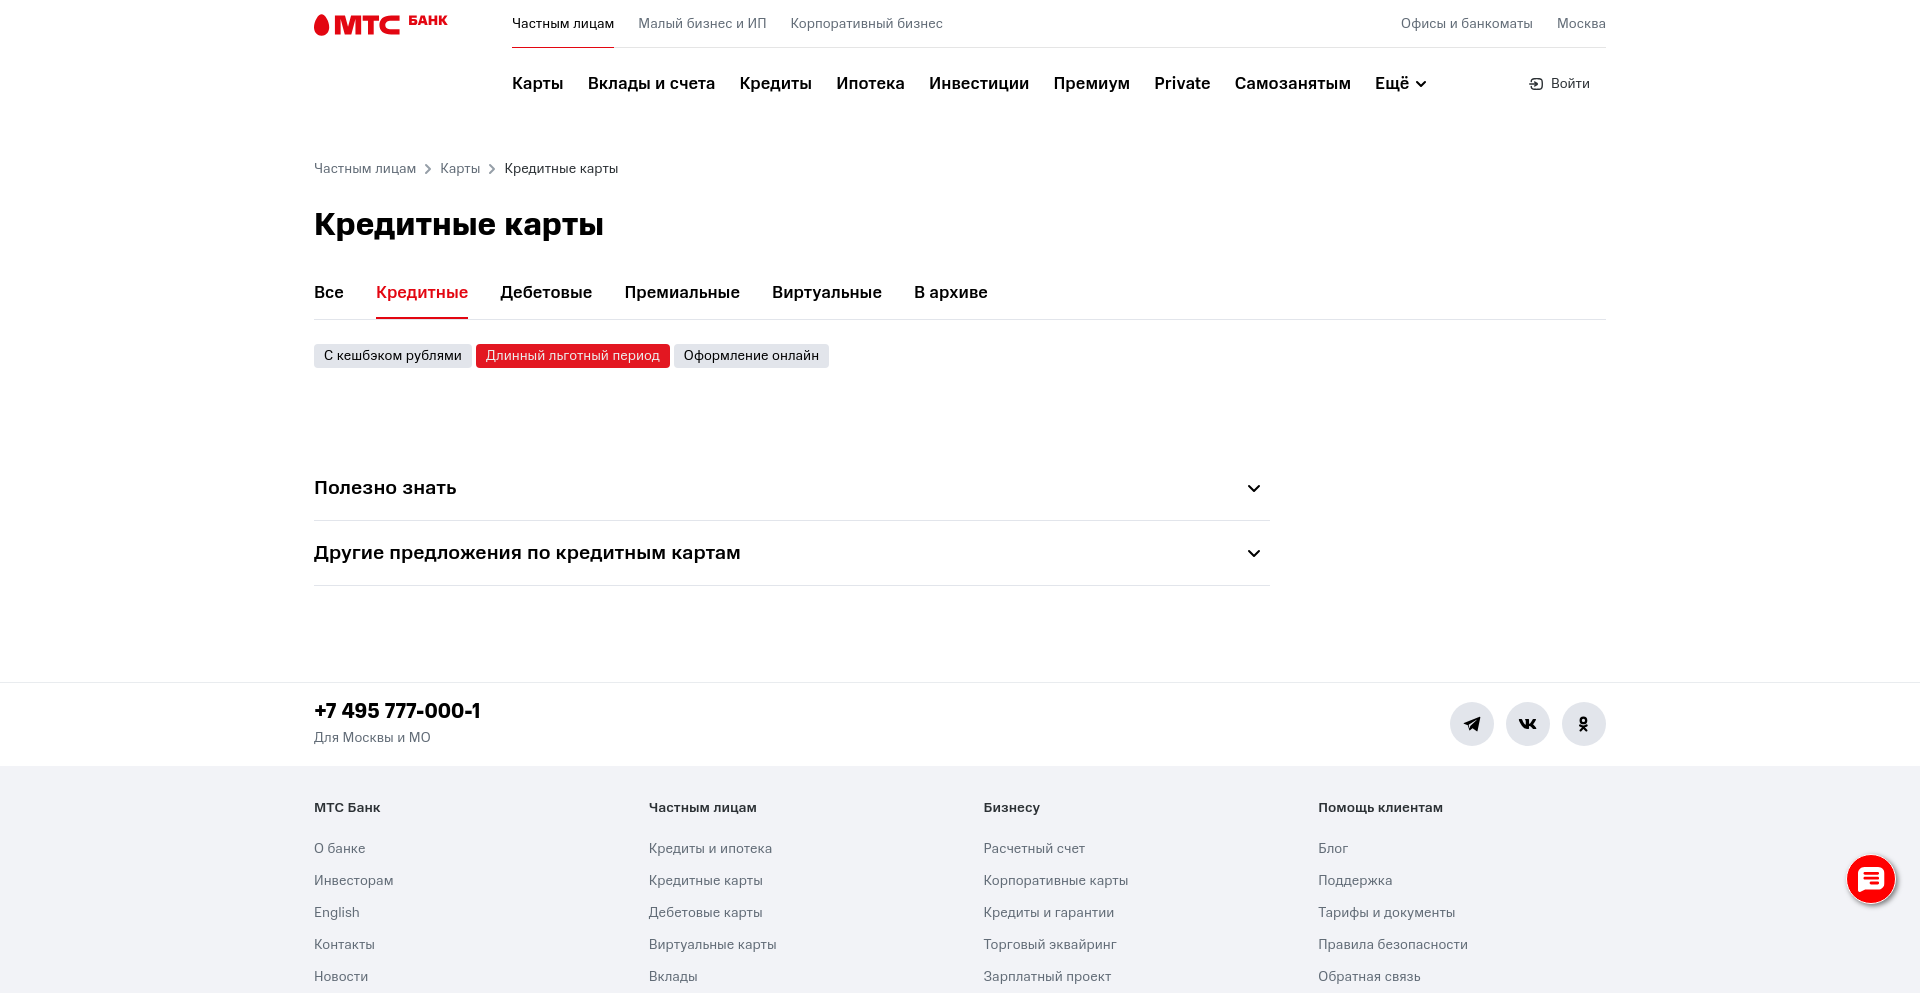 МТС БАНК
Частным лицам Малый бизнес и ИП Корпоративный бизнес Офисы и банкоматы Москва
Карты Вклады и счета Кредиты Ипотека Инвестиции Премиум Private Самозанятым Ещё Войти
Частным лицам Карты Кредитные карты
Кредитные карты
Все Кредитные Дебетовые Премиальные Виртуальные В архиве
С кешбэком рублями Длинный льготный период Оформление онлайн
Полезно знать
Другие предложения по кредитным картам
+7 495 777-000-1
Для Москвы и МО
МТС Банк Частным лицам Бизнесу Помощь клиентам
О банке Кредиты и ипотека Расчетный счет Блог
Инвесторам Кредитные карты Корпоративные карты Поддержка
English Дебетовые карты Кредиты и гарантии Тарифы и документы
Контакты Виртуальные карты Торговый эквайринг Правила безопасности
Новости Вклады Зарплатный проект Обратная связь